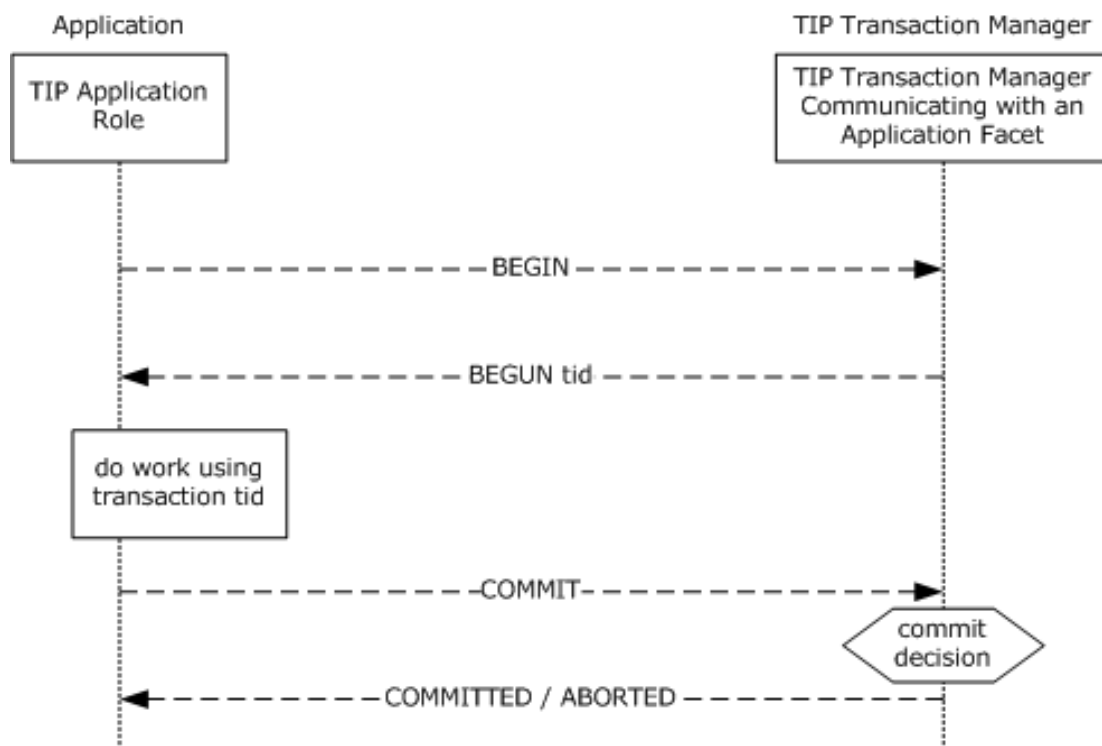 Application
TIP Transaction Manager
TIP Application
Role
TIP Transaction Manager
Communicating with an
Application Facet
BEGIN
BEGUN tid
do work using
transaction tid
COMMIT
commit
decision
COMMITTED / ABORTED